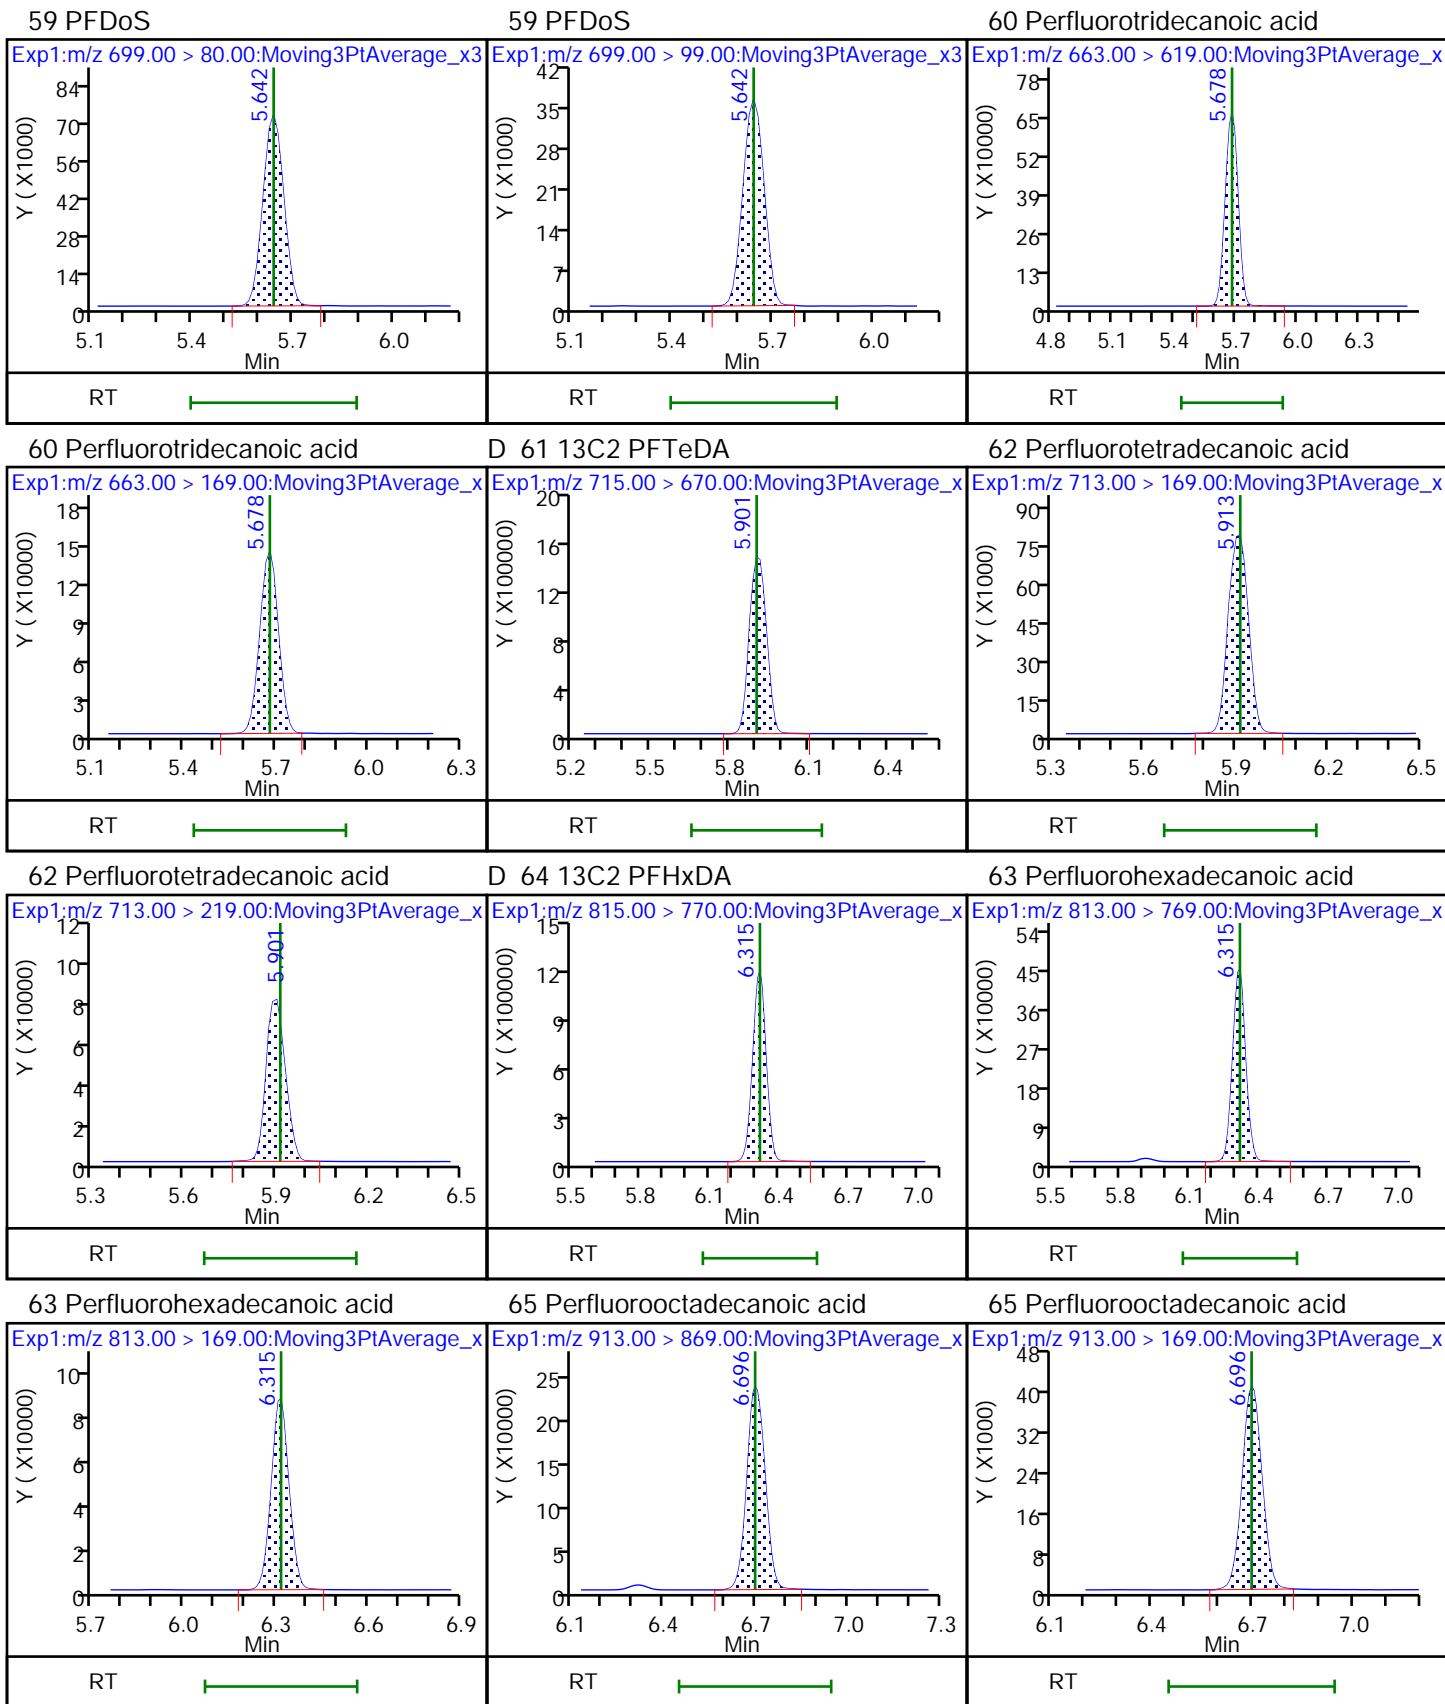 59 PFDoS
Exp1:m/z 699.00 > 80.00:Moving3PtAverage_x3
5.642
Y ( X1000)
84
70
56
42
28
14
0
5.1 5.4 5.7 6.0
Min
RT
59 PFDoS
Exp1:m/z 699.00 > 99.00:Moving3PtAverage_x3
5.642
Y ( X1000)
42
35
28
21
14
7
0
5.1 5.4 5.7 6.0
Min
RT
60 Perfluorotridecanoic acid
Exp1:m/z 663.00 > 619.00:Moving3PtAverage_x
5.678
Y ( X10000)
78
65
52
39
26
13
0
4.8 5.1 5.4 5.7 6.0 6.3
Min
RT
60 Perfluorotridecanoic acid
Exp1:m/z 663.00 > 169.00:Moving3PtAverage_x
5.678
Y ( X10000)
18
15
12
9
6
3
0
5.1 5.4 5.7 6.0 6.3
Min
RT
D 61 13C2 PFTeDA
Exp1:m/z 715.00 > 670.00:Moving3PtAverage_x
5.901
Y ( X100000)
20
16
12
8
4
0
5.2 5.5 5.8 6.1 6.4
Min
RT
62 Perfluorotetradecanoic acid
Exp1:m/z 713.00 > 169.00:Moving3PtAverage_x
5.913
Y ( X1000)
90
75
60
45
30
15
0
5.3 5.6 5.9 6.2 6.5
Min
RT
62 Perfluorotetradecanoic acid
Exp1:m/z 713.00 > 219.00:Moving3PtAverage_x
5.901
Y ( X10000)
12
10
8
6
4
2
0
5.3 5.6 5.9 6.2 6.5
Min
RT
D 64 13C2 PFHxDA
Exp1:m/z 815.00 > 770.00:Moving3PtAverage_x
6.315
Y ( X100000)
15
12
9
6
3
0
5.5 5.8 6.1 6.4 6.7 7.0
Min
RT
63 Perfluorohexadecanoic acid
Exp1:m/z 813.00 > 769.00:Moving3PtAverage_x
6.315
Y ( X10000)
54
45
36
27
18
9
0
5.5 5.8 6.1 6.4 6.7 7.0
Min
RT
63 Perfluorohexadecanoic acid
Exp1:m/z 813.00 > 169.00:Moving3PtAverage_x
6.315
Y ( X10000)
10
8
6
4
2
0
5.7 6.0 6.3 6.6 6.9
Min
RT
65 Perfluorooctadecanoic acid
Exp1:m/z 913.00 > 869.00:Moving3PtAverage_x
6.696
Y ( X10000)
25
20
15
10
5
0
6.1 6.4 6.7 7.0 7.3
Min
RT
65 Perfluorooctadecanoic acid
Exp1:m/z 913.00 > 169.00:Moving3PtAverage_x
6.696
Y ( X1000)
48
40
32
24
16
8
0
6.1 6.4 6.7 7.0
Min
RT